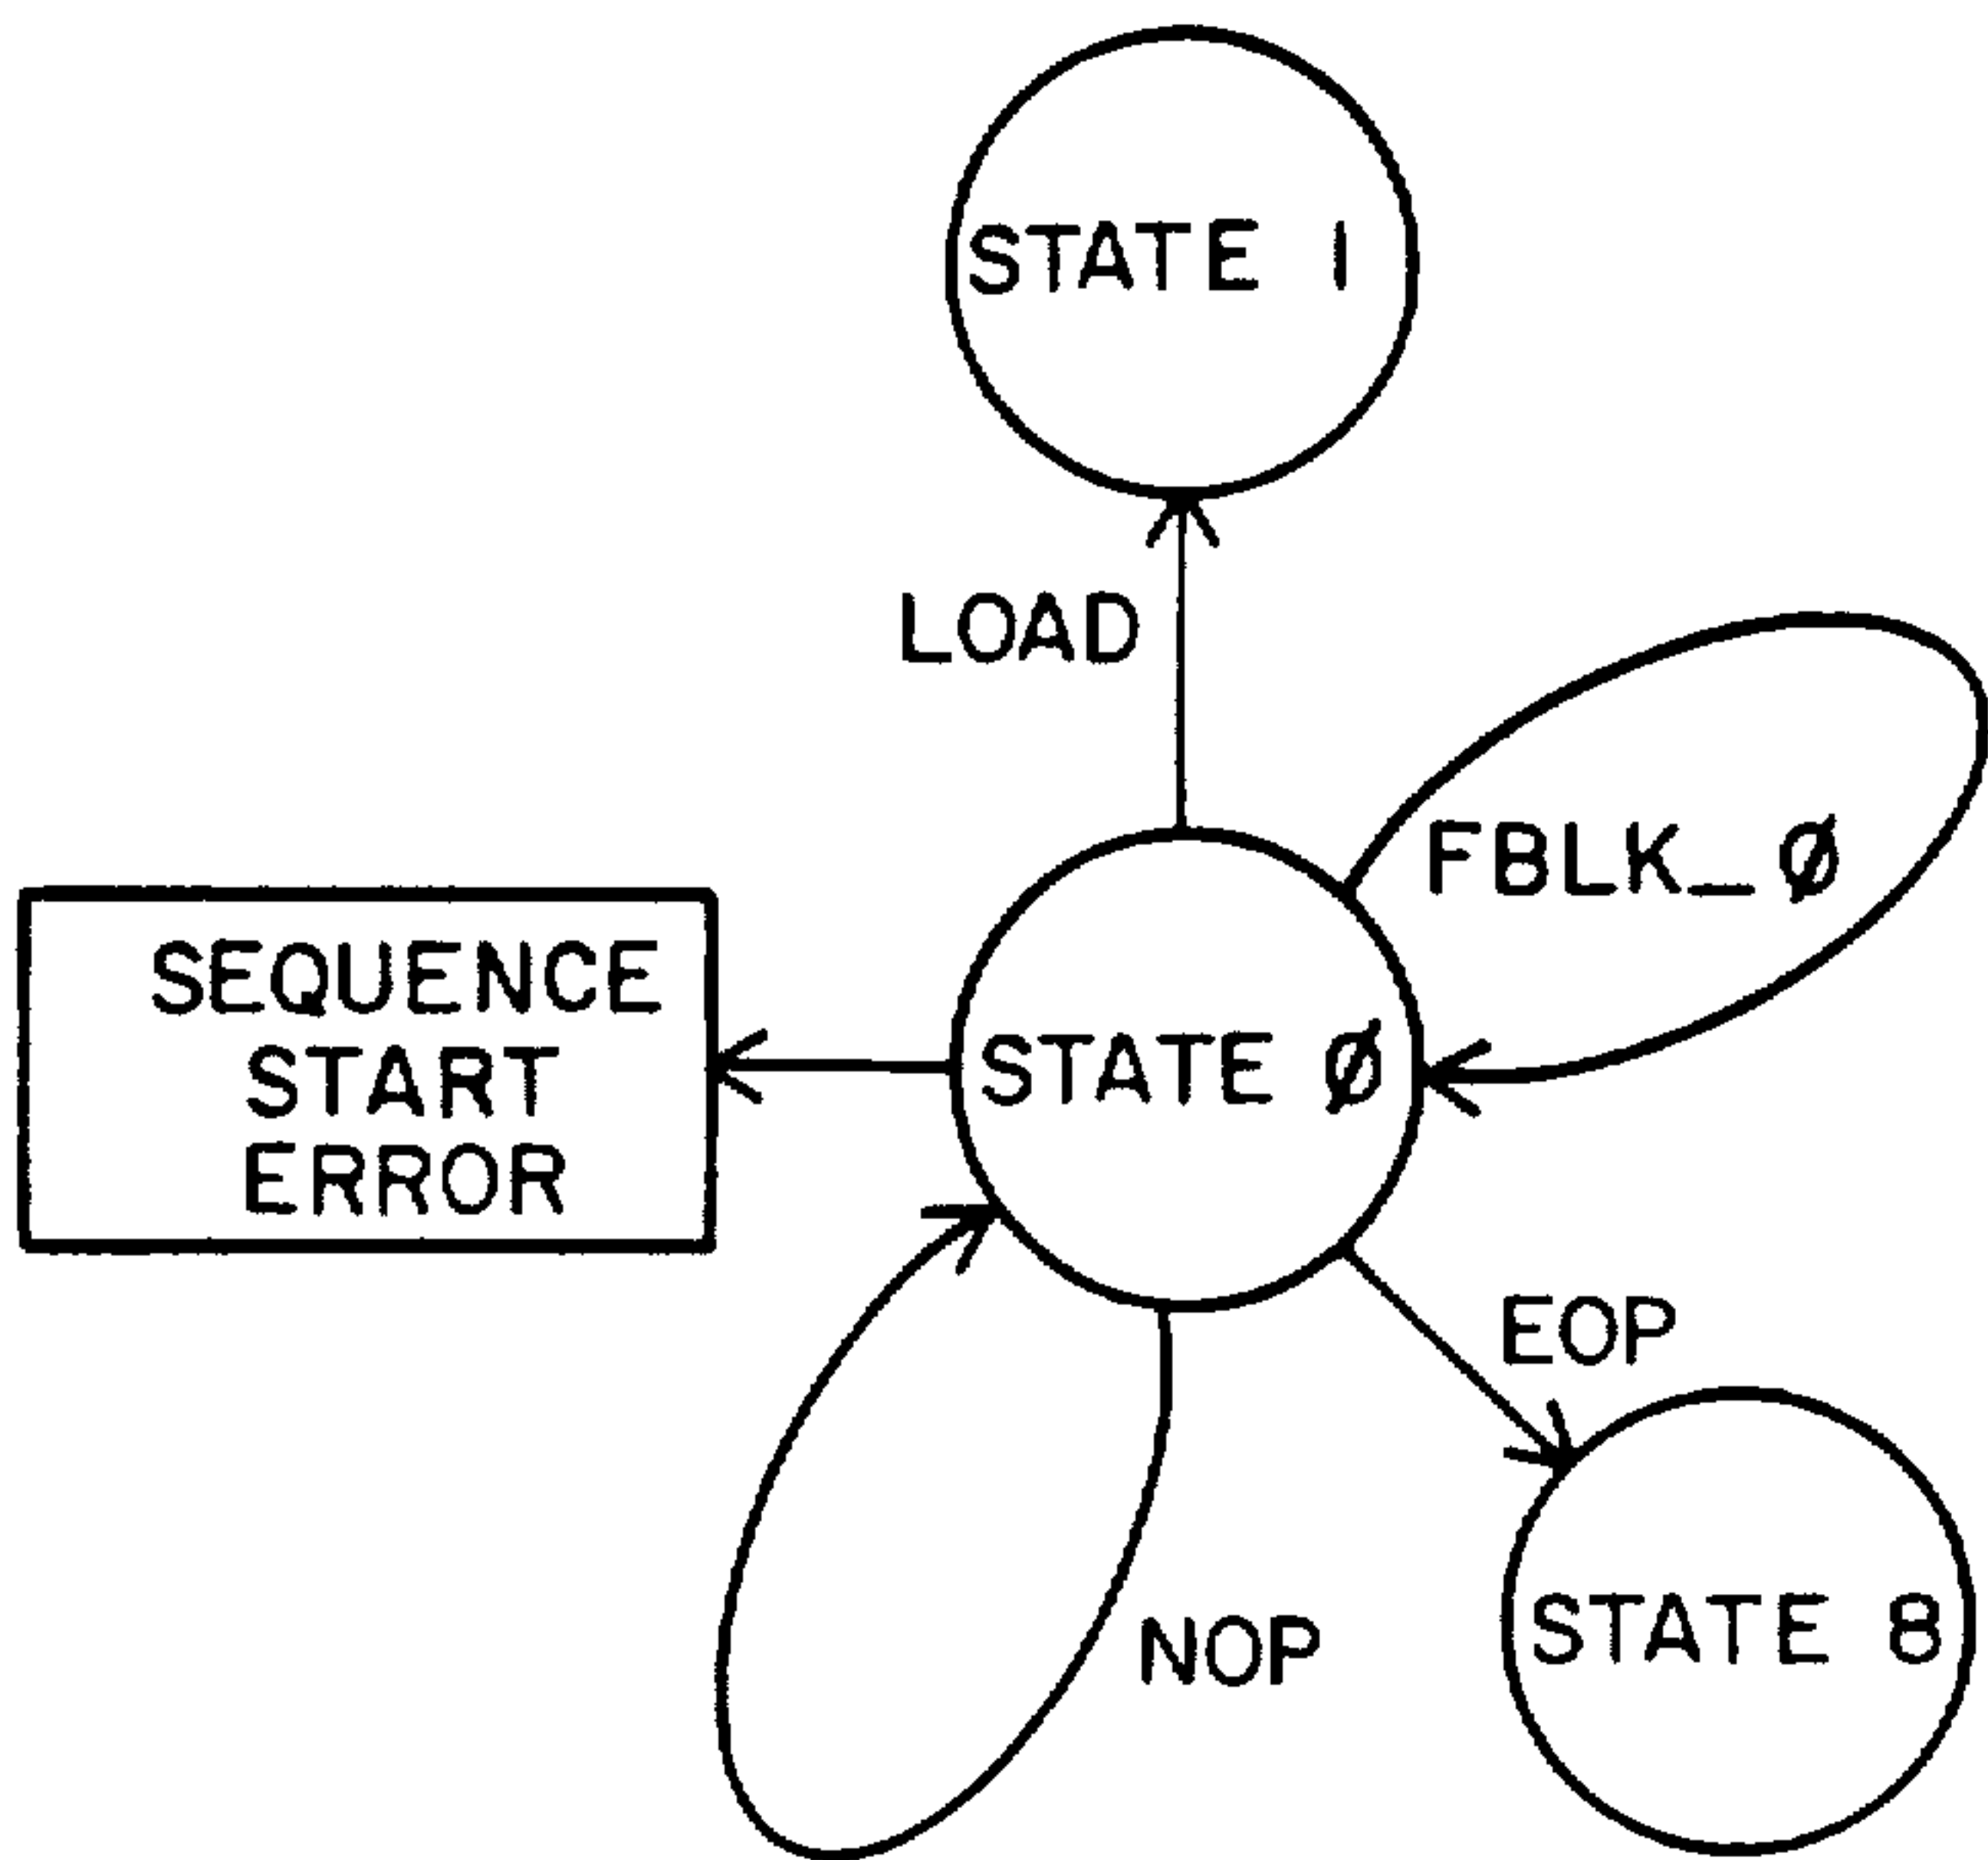 STATE 1
LOAD
FBLK_Ø
SEQUENCE
START
ERROR
STATE Ø
EOP
NOP
STATE 8